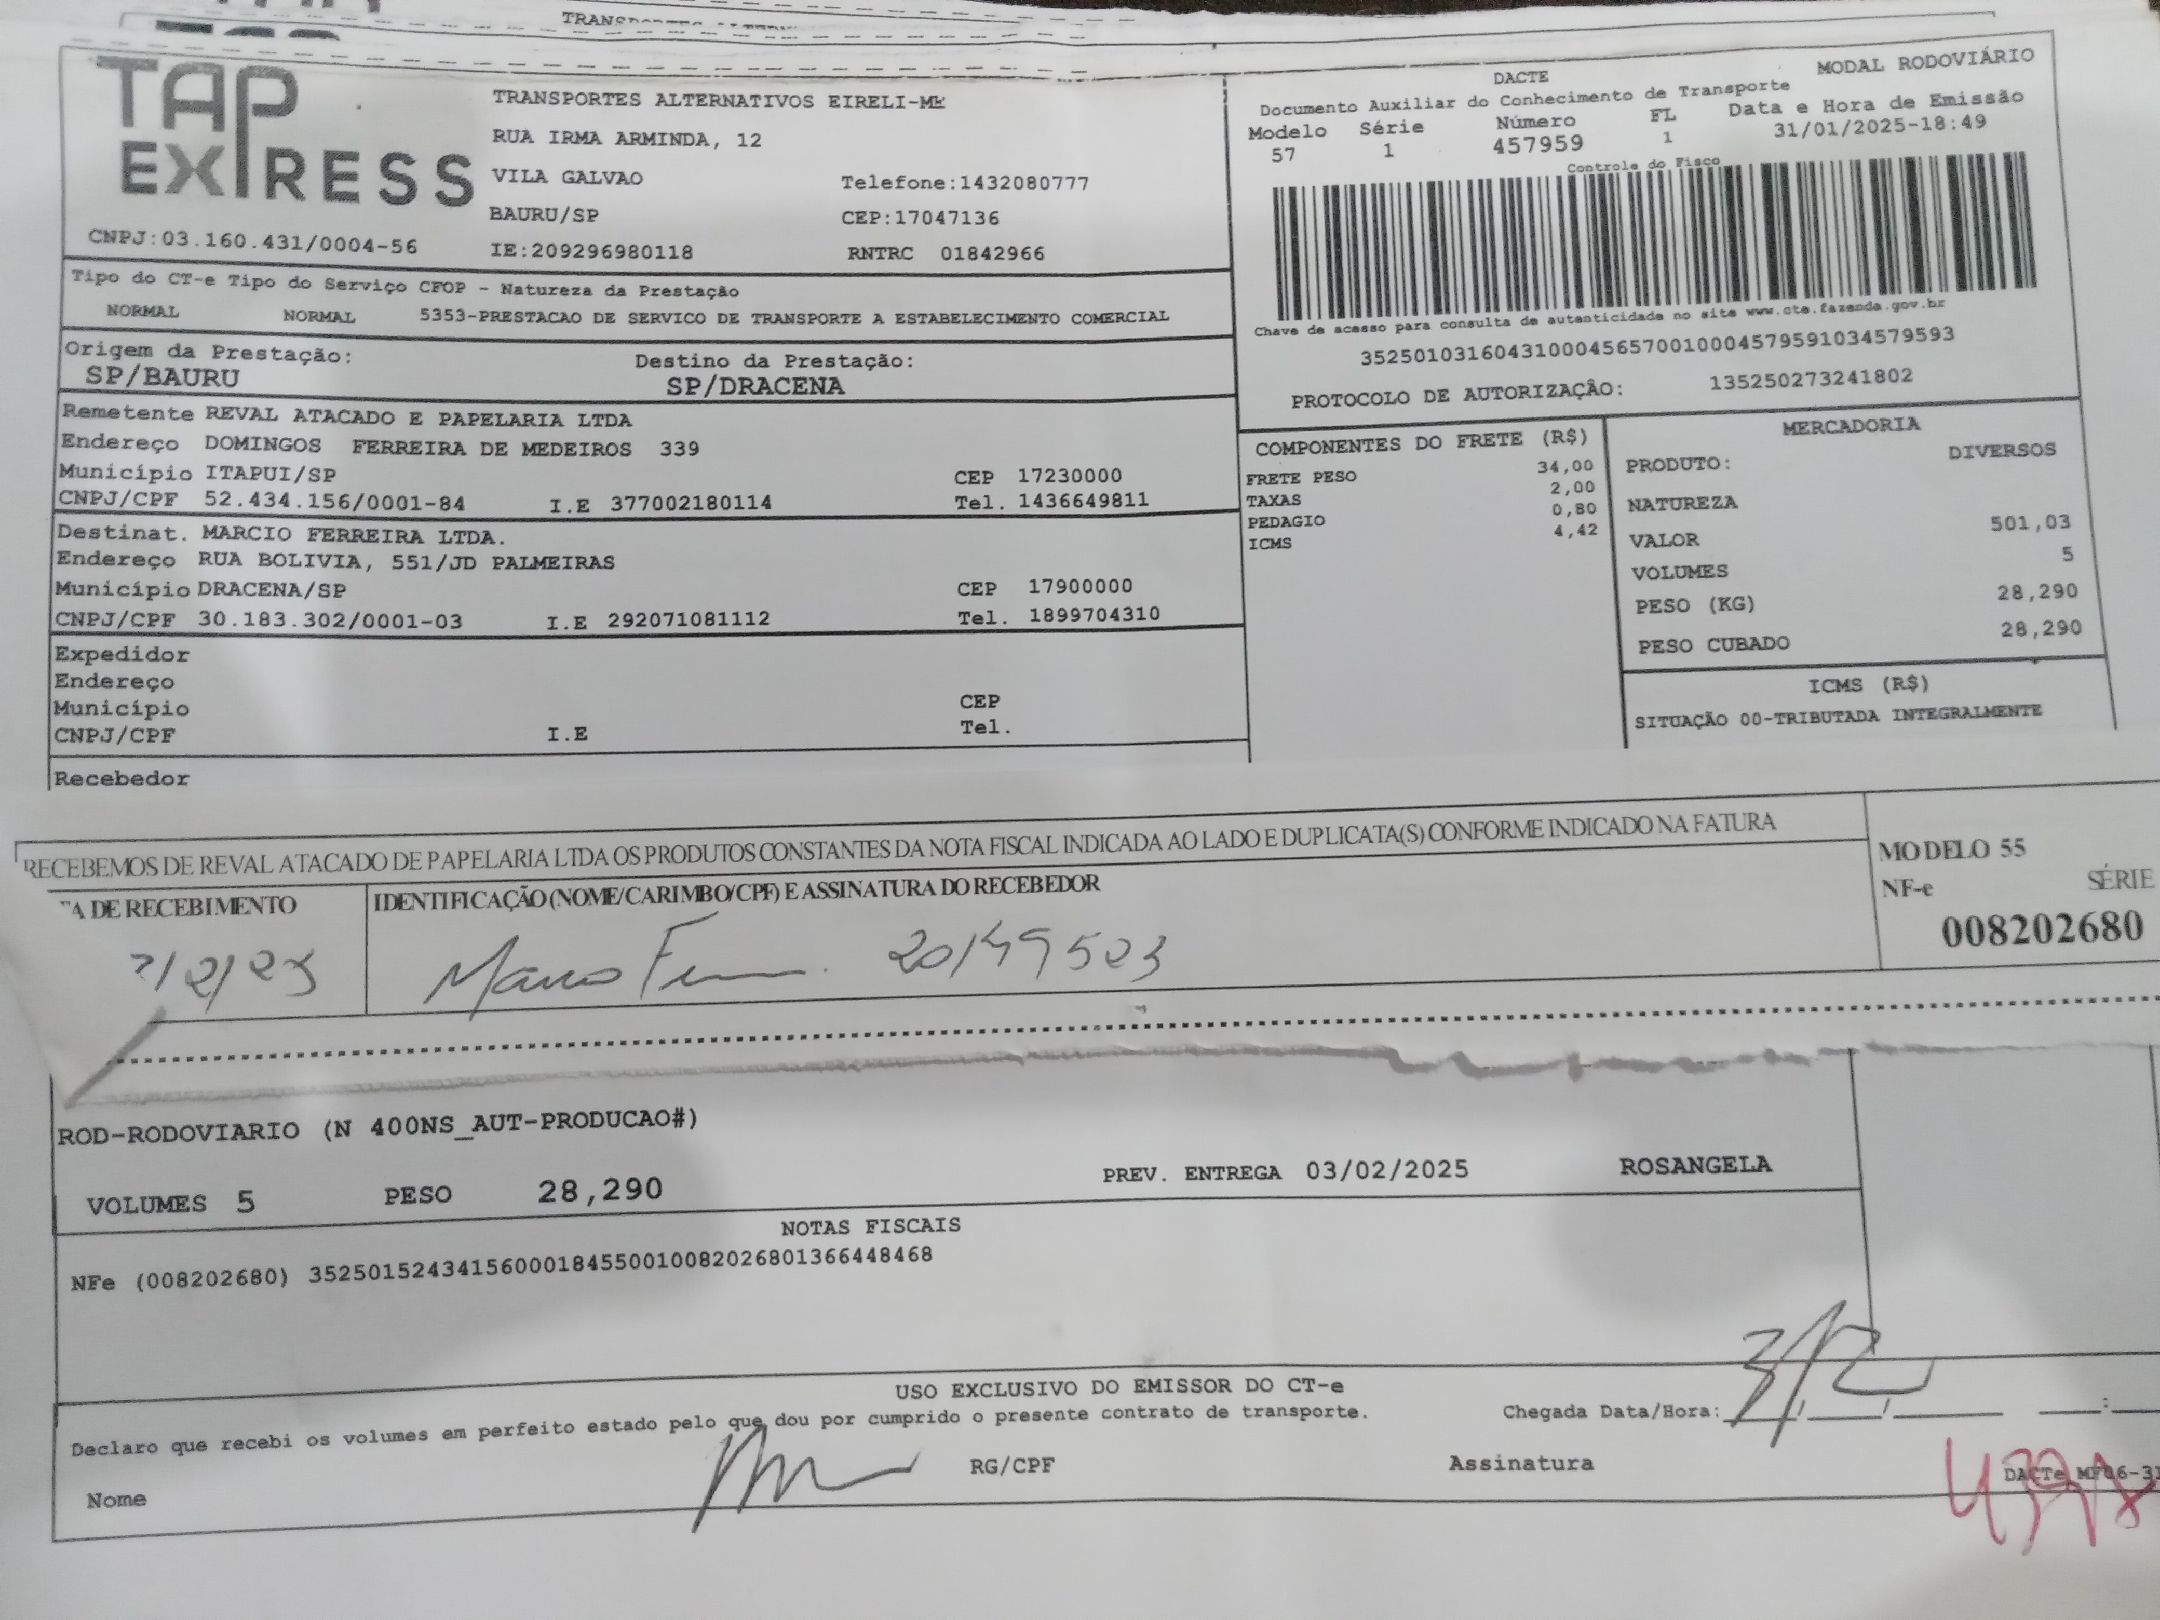 TRANSPORTES
TAP EXPRESS
TRANSPORTES ALTERNATIVOS EIRELI-ME
RUA IRMA ARMINDA, 12
VILA GALVAO Telefone:1432080777
BAURU/SP CEP:17047136
CNPJ:03.160.431/0004-56 IE:209296980118 RNTRC 01842966
DACTE MODAL RODOVIÁRIO
Documento Auxiliar do Conhecimento de Transporte
Modelo Série Número FL Data e Hora de Emissão
57 1 457959 1 31/01/2025-18:49
Controle do Fisco
Chave de acesso para consulta de autenticidade no site www.cte.fazenda.gov.br
35250103160431000456570010004579591034579593
PROTOCOLO DE AUTORIZAÇÃO: 135250273241802
Tipo do CT-e Tipo do Serviço CFOP - Natureza da Prestação
NORMAL NORMAL 5353-PRESTACAO DE SERVICO DE TRANSPORTE A ESTABELECIMENTO COMERCIAL
Origem da Prestação: Destino da Prestação:
SP/BAURU SP/DRACENA
Remetente REVAL ATACADO E PAPELARIA LTDA
Endereço DOMINGOS FERREIRA DE MEDEIROS 339
Município ITAPUI/SP CEP 17230000
CNPJ/CPF 52.434.156/0001-84 I.E 377002180114 Tel. 1436649811
Destinat. MARCIO FERREIRA LTDA.
Endereço RUA BOLIVIA, 551/JD PALMEIRAS
Município DRACENA/SP CEP 17900000
CNPJ/CPF 30.183.302/0001-03 I.E 292071081112 Tel. 1899704310
Expedidor
Endereço
Município CEP
CNPJ/CPF I.E Tel.
Recebedor
COMPONENTES DO FRETE (R$)
FRETE PESO 34,00
TAXAS 2,00
PEDAGIO 0,80
ICMS 4,42
MERCADORIA
PRODUTO: DIVERSOS
NATUREZA
VALOR 501,03
VOLUMES 5
PESO (KG) 28,290
PESO CUBADO 28,290
ICMS (R$)
SITUAÇÃO 00-TRIBUTADA INTEGRALMENTE
RECEBEMOS DE REVAL ATACADO DE PAPELARIA LTDA OS PRODUTOS CONSTANTES DA NOTA FISCAL INDICADA AO LADO E DUPLICATA(S) CONFORME INDICADO NA FATURA
TA DE RECEBIMENTO IDENTIFICAÇÃO (NOME/CARIMBO/CPF) E ASSINATURA DO RECEBEDOR
MODELO 55
NF-e SÉRIE
008202680
/2/25 20149523
ROD-RODOVIARIO (N 400NS_AUT-PRODUCAO#)
VOLUMES 5 PESO 28,290 PREV. ENTREGA 03/02/2025 ROSANGELA
NOTAS FISCAIS
NFe (008202680) 35250152434156000184550010082026801366448468
USO EXCLUSIVO DO EMISSOR DO CT-e
Declaro que recebi os volumes em perfeito estado pelo que dou por cumprido o presente contrato de transporte. Chegada Data/Hora: 3/2
Nome RG/CPF Assinatura